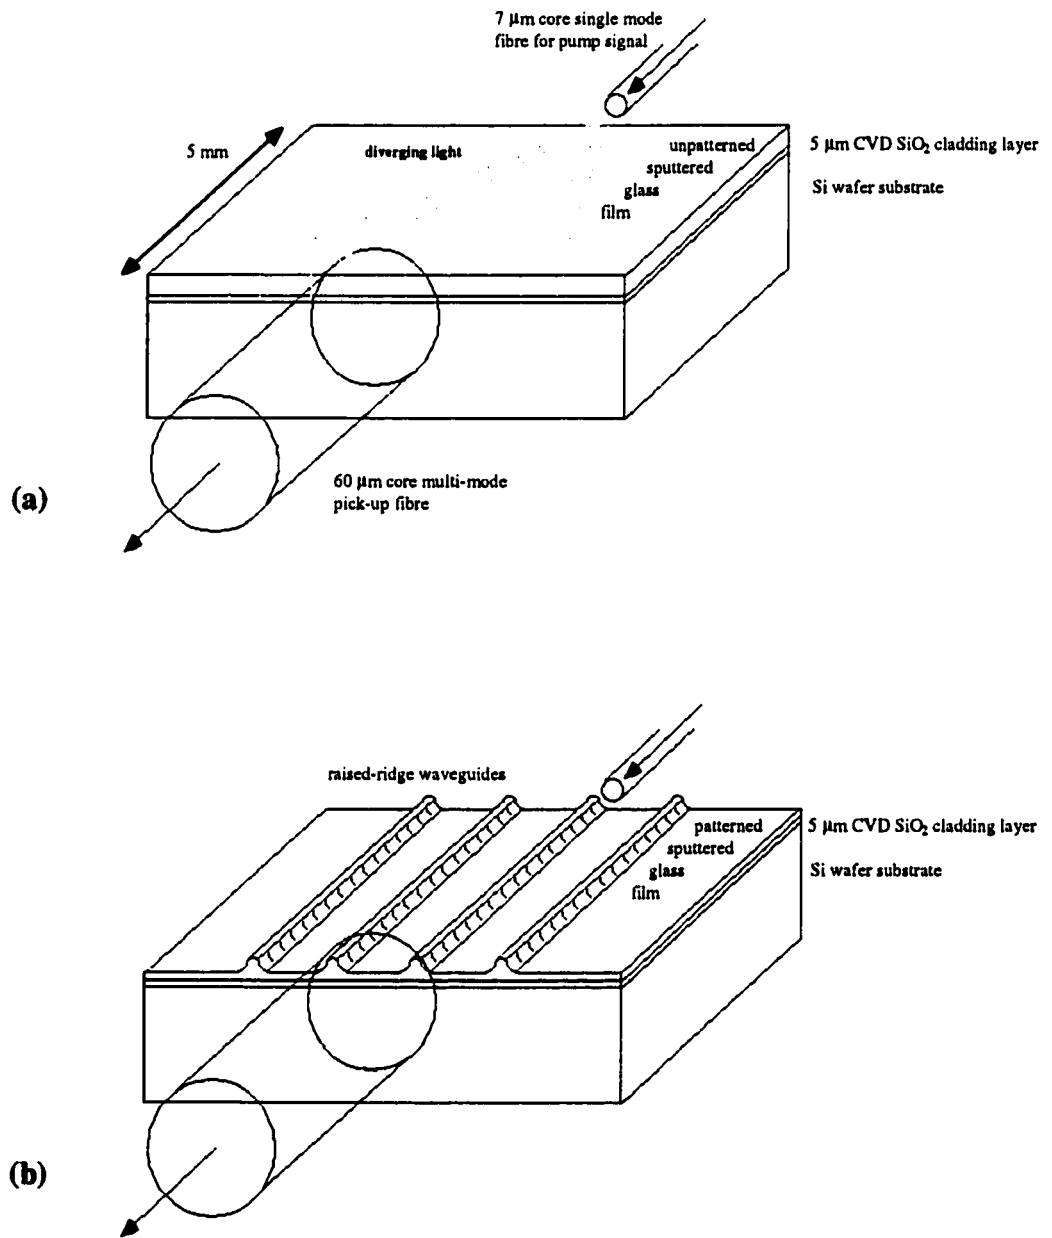 7 µm core single mode
fibre for pump signal
5 mm
diverging light
unpatterned
sputtered
glass
film
5 µm CVD SiO₂ cladding layer
Si wafer substrate
60 µm core multi-mode
pick-up fibre
(a)
raised-ridge waveguides
patterned
sputtered
glass
film
5 µm CVD SiO₂ cladding layer
Si wafer substrate
(b)